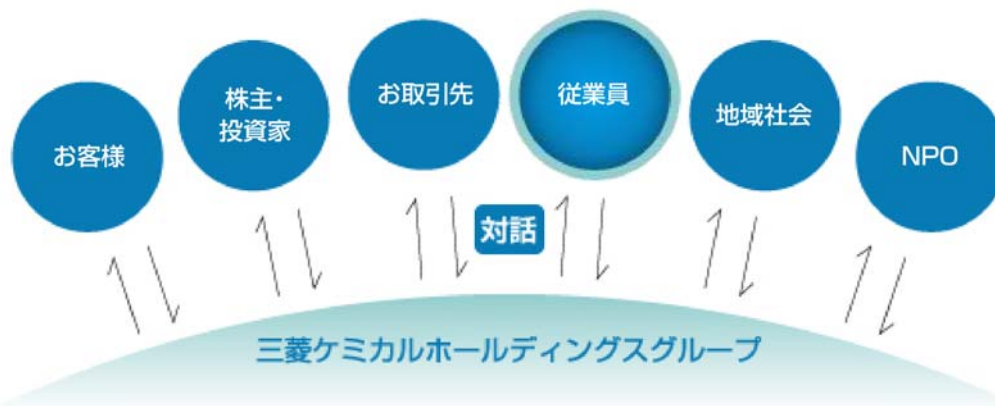 お客様
株主・
投資家
お取引先
従業員
地域社会
NPO
対話
三菱ケミカルホールディングスグループ